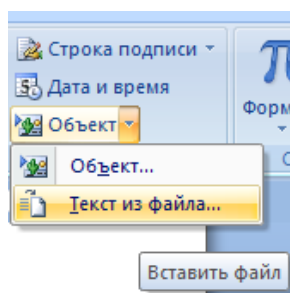 Строка подписи
Дата и время
Объект
Форм
Объект...
Текст из файла...
Вставить файл